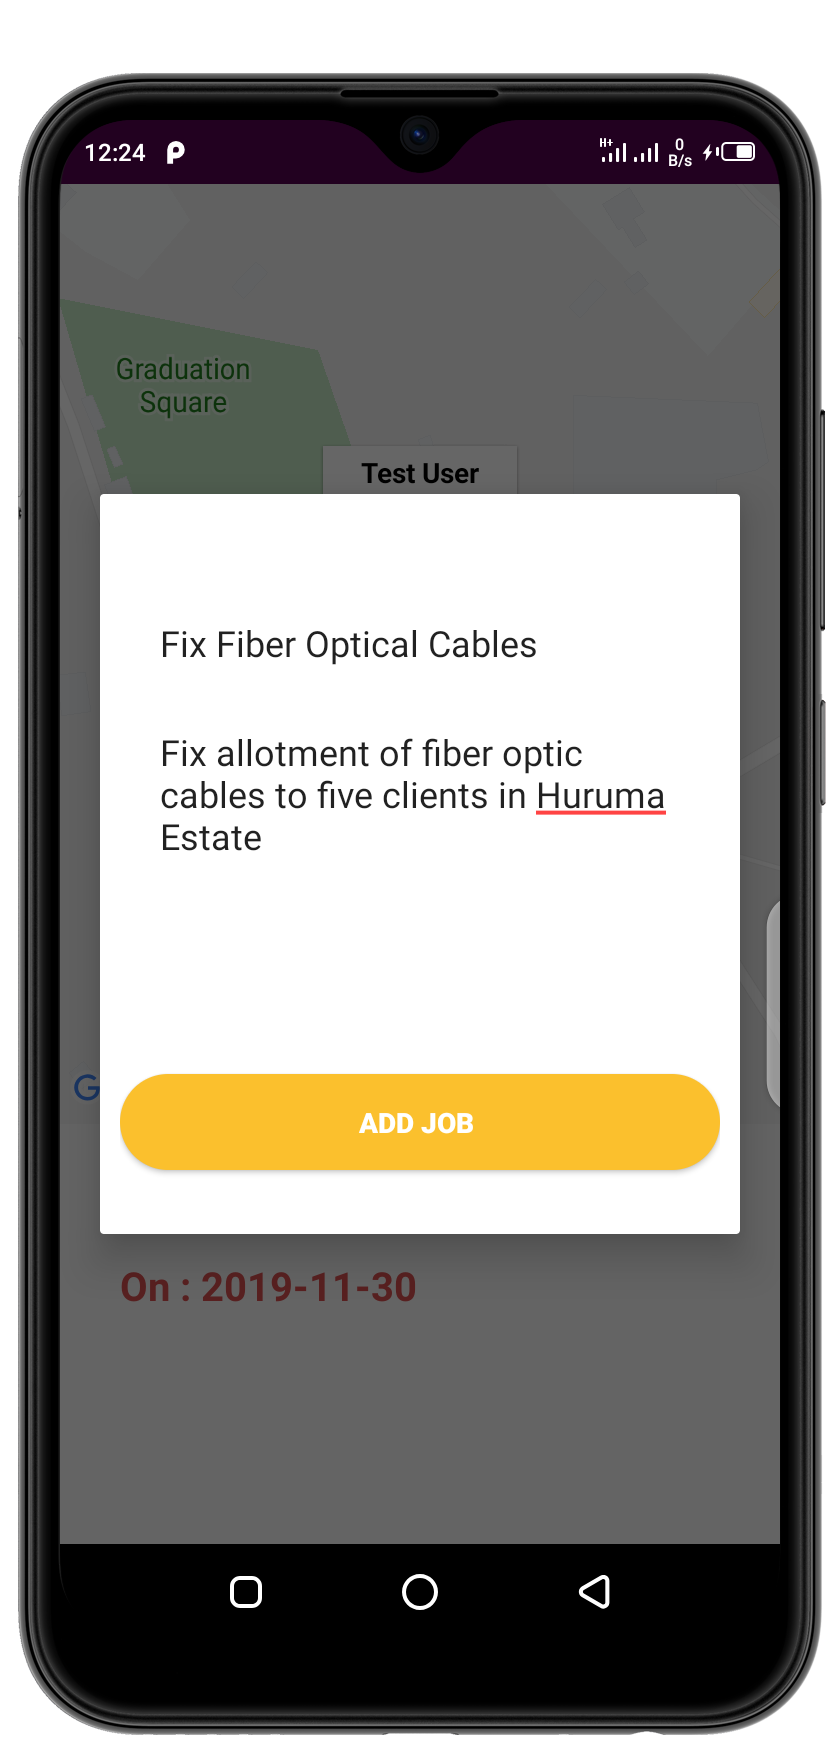 12:24
H+
0
B/s
Graduation
Square
Test User
Fix Fiber Optical Cables
Fix allotment of fiber optic
cables to five clients in Huruma
Estate
G
ADD JOB
On : 2019-11-30